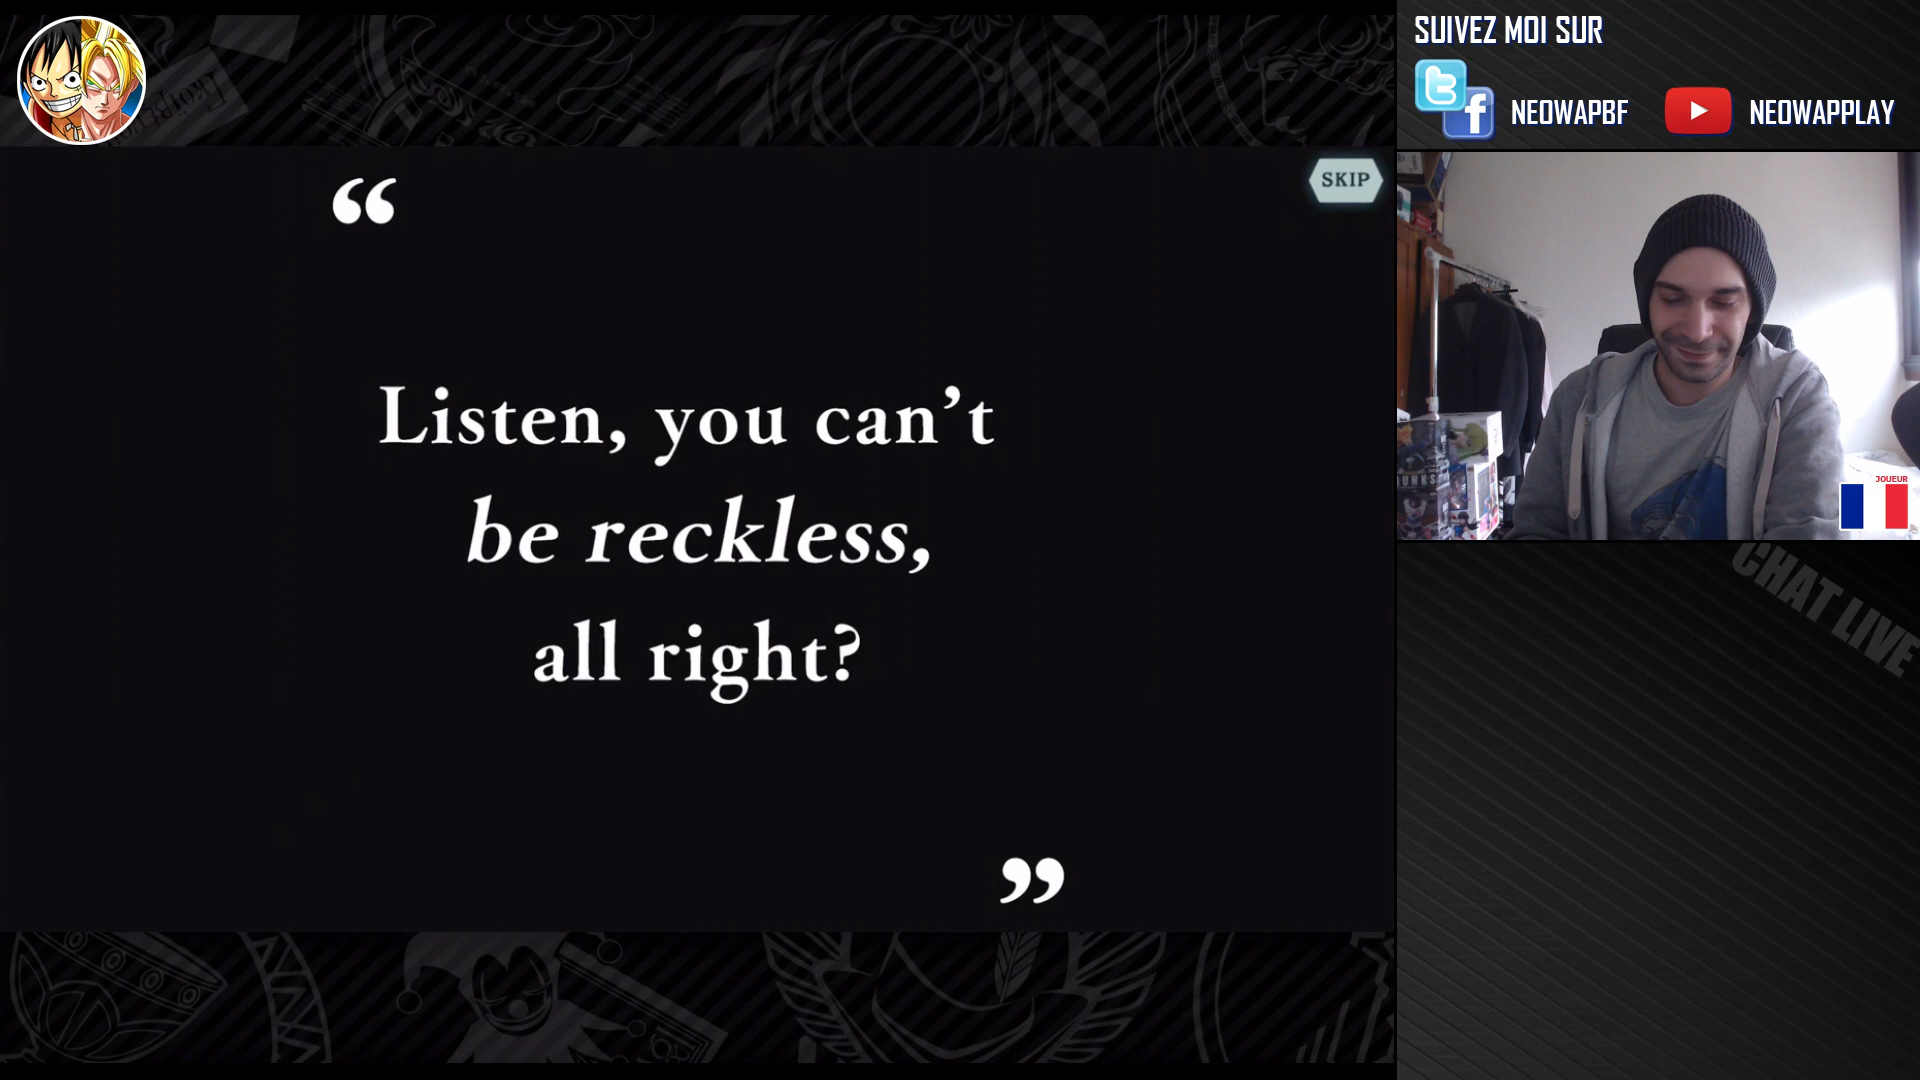 “
Listen, you can’t
be reckless,
all right?
”
SKIP
SUIVEZ MOI SUR
NEOWAPBF
NEOWAPPLAY
JOUEUR
CHAT LIVE